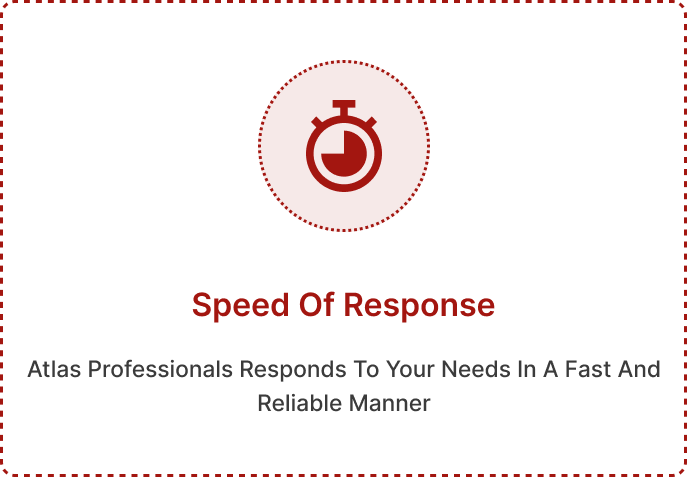 Speed Of Response
Atlas Professionals Responds To Your Needs In A Fast And
Reliable Manner